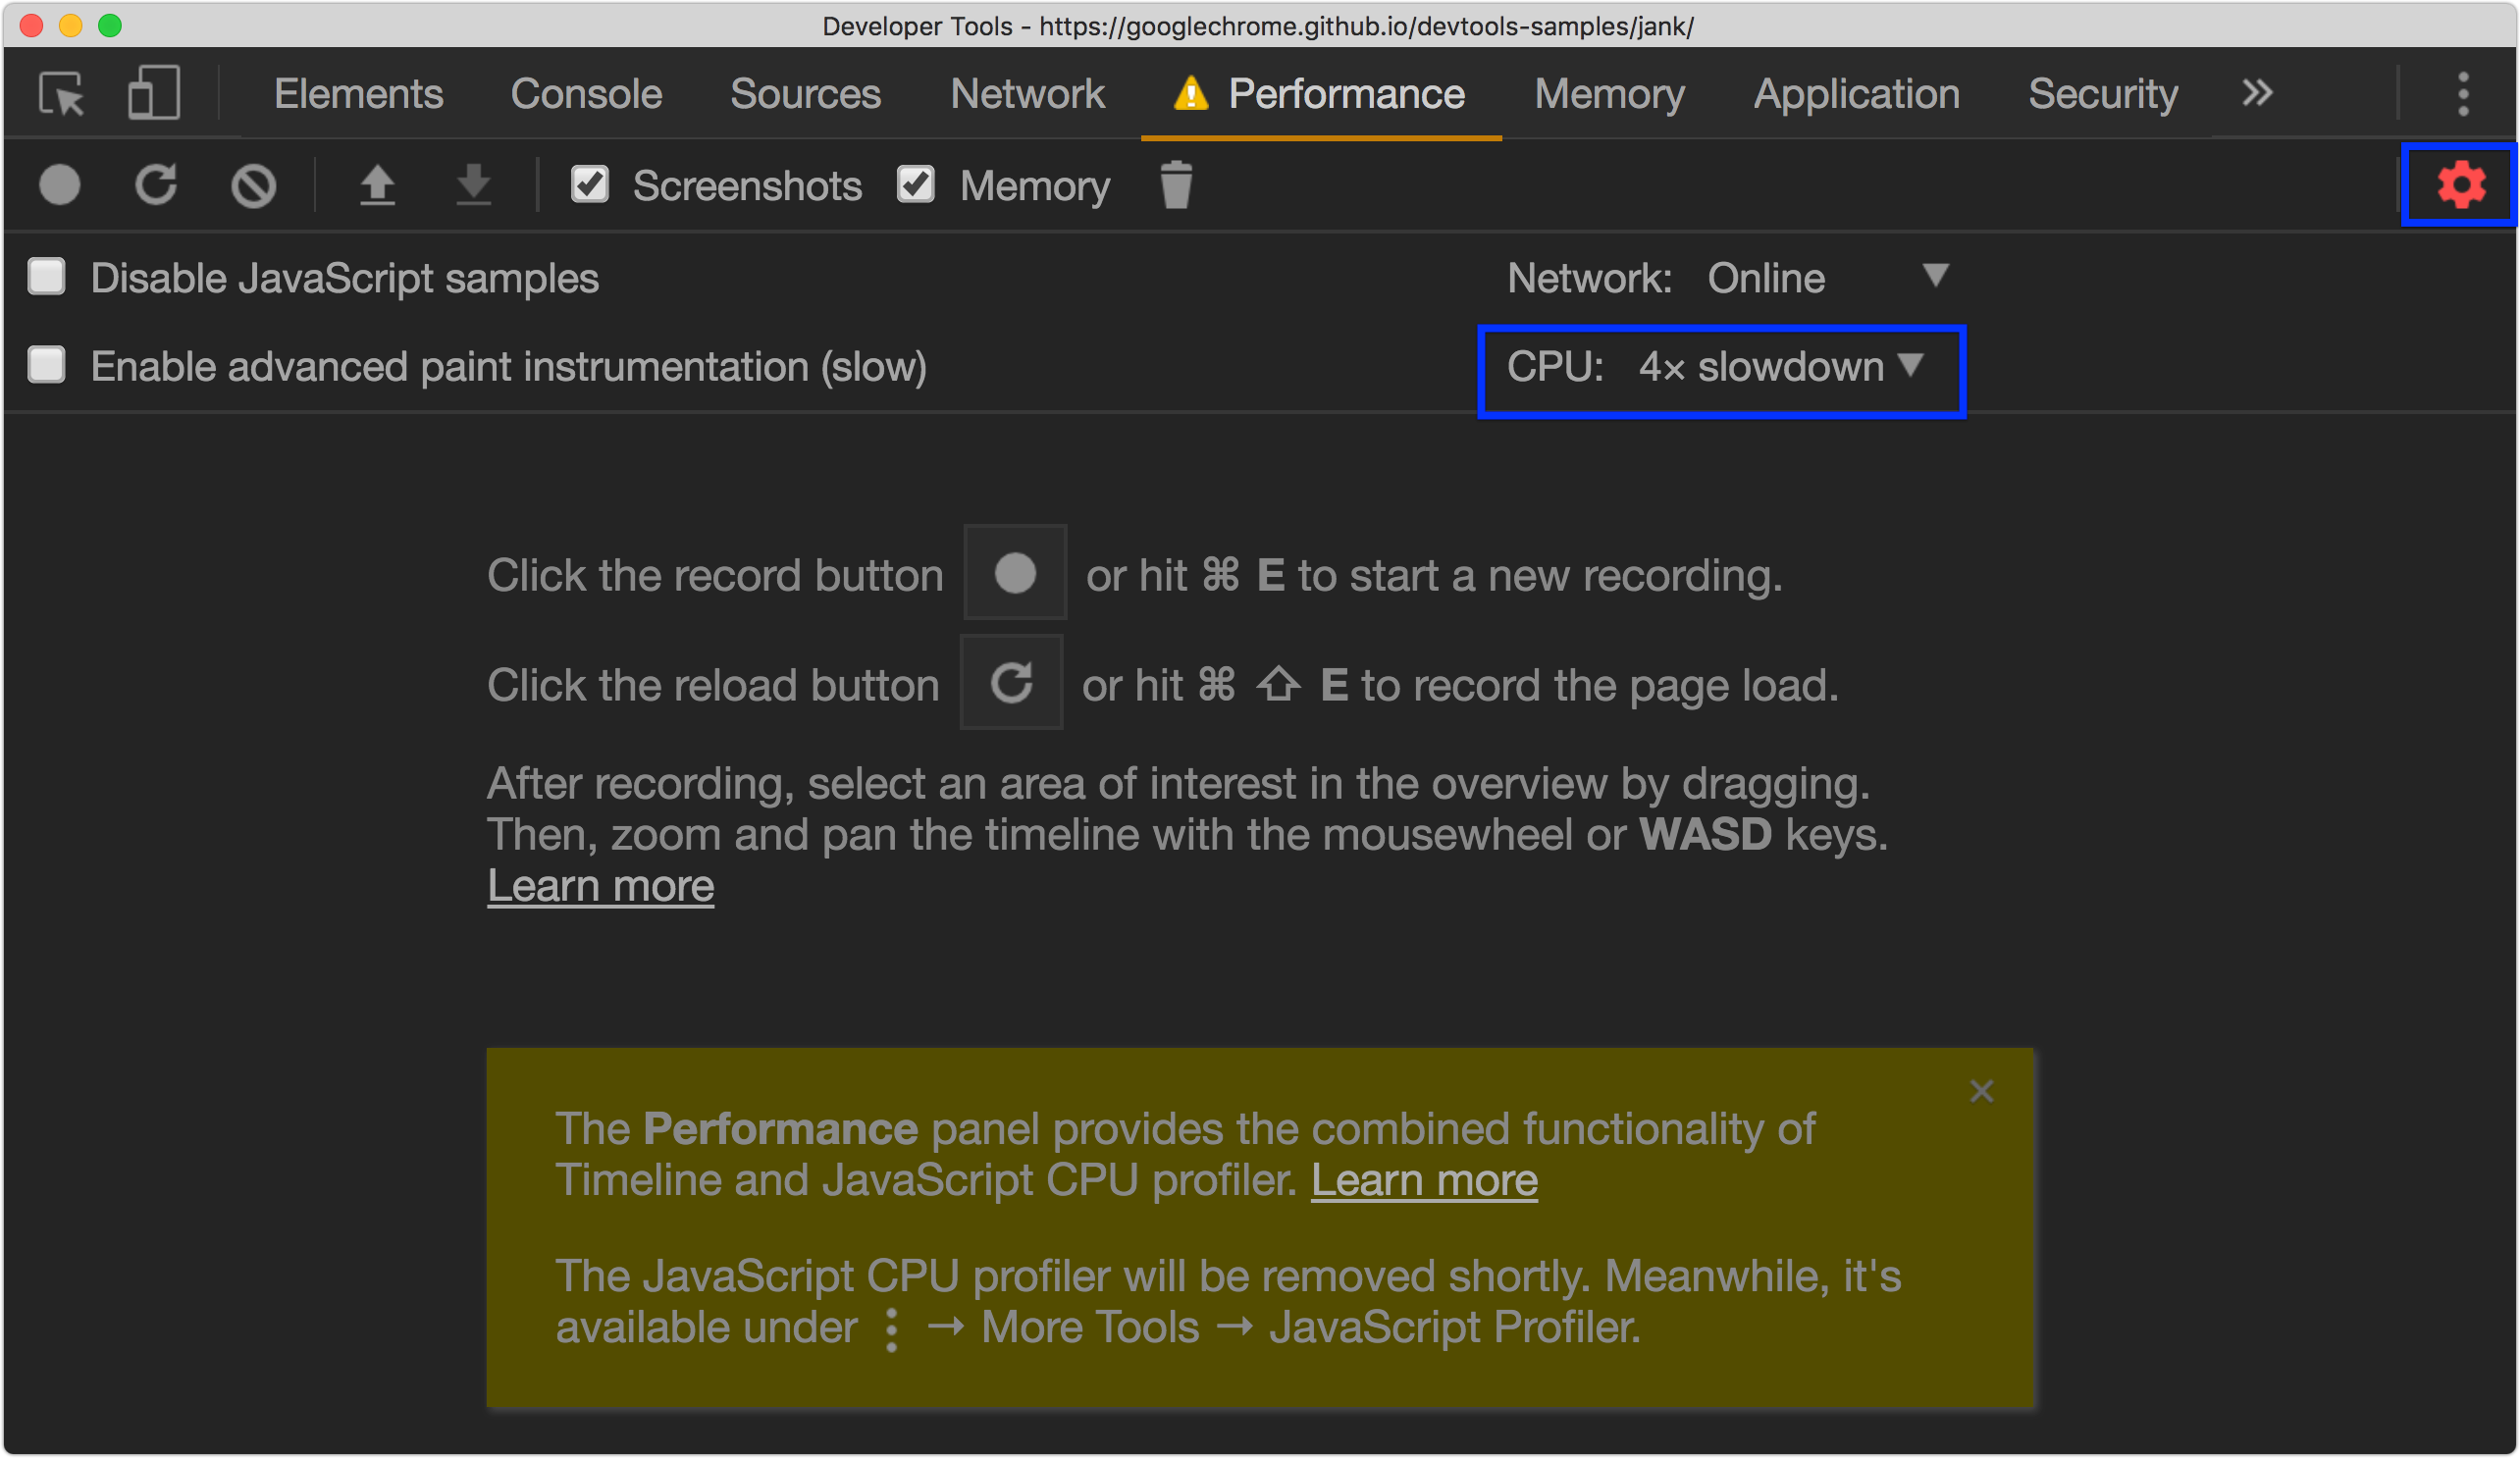 Developer Tools - https://googlechrome.github.io/devtools-samples/jank/
Elements Console Sources Network Performance Memory Application Security »
Screenshots Memory
Disable JavaScript samples Network: Online
Enable advanced paint instrumentation (slow) CPU: 4× slowdown
Click the record button or hit ⌘ E to start a new recording.
Click the reload button or hit ⌘ ⇧ E to record the page load.
After recording, select an area of interest in the overview by dragging.
Then, zoom and pan the timeline with the mousewheel or WASD keys.
Learn more
The Performance panel provides the combined functionality of
Timeline and JavaScript CPU profiler. Learn more
The JavaScript CPU profiler will be removed shortly. Meanwhile, it's
available under ⋮ → More Tools → JavaScript Profiler.